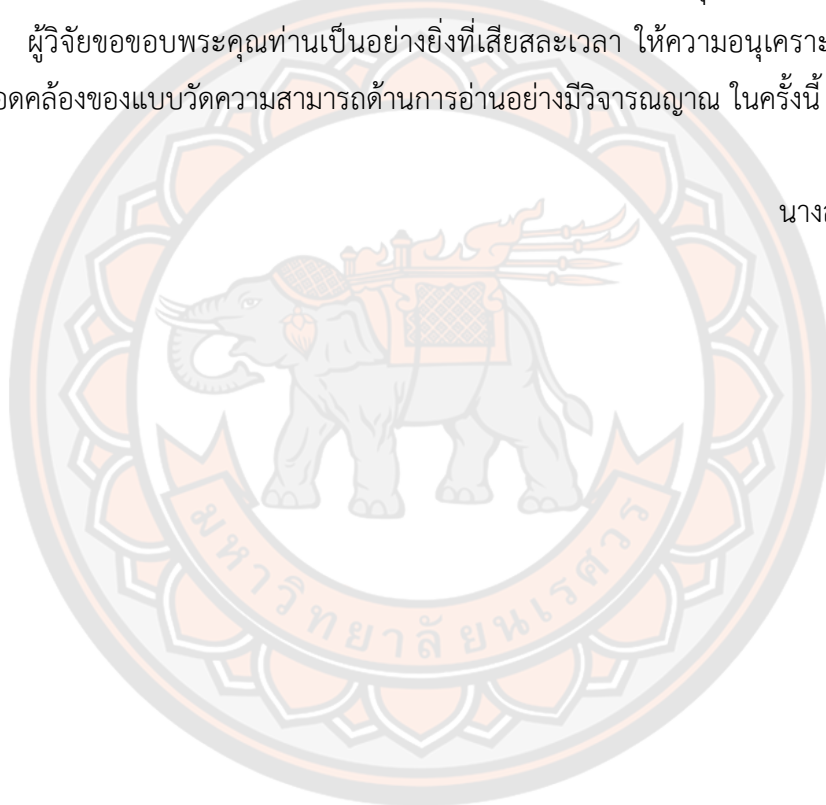 ผู้วิจัยขอขอบพระคุณท่านเป็นอย่างยิ่งที่เสียสละเวลา ให้ความอนุเคราะ
อดคล้องของแบบวัดความสามารถด้านการอ่านอย่างมีวิจารณญาณ ในครั้งนี้
มหาวิทยาลัยนเรศวร